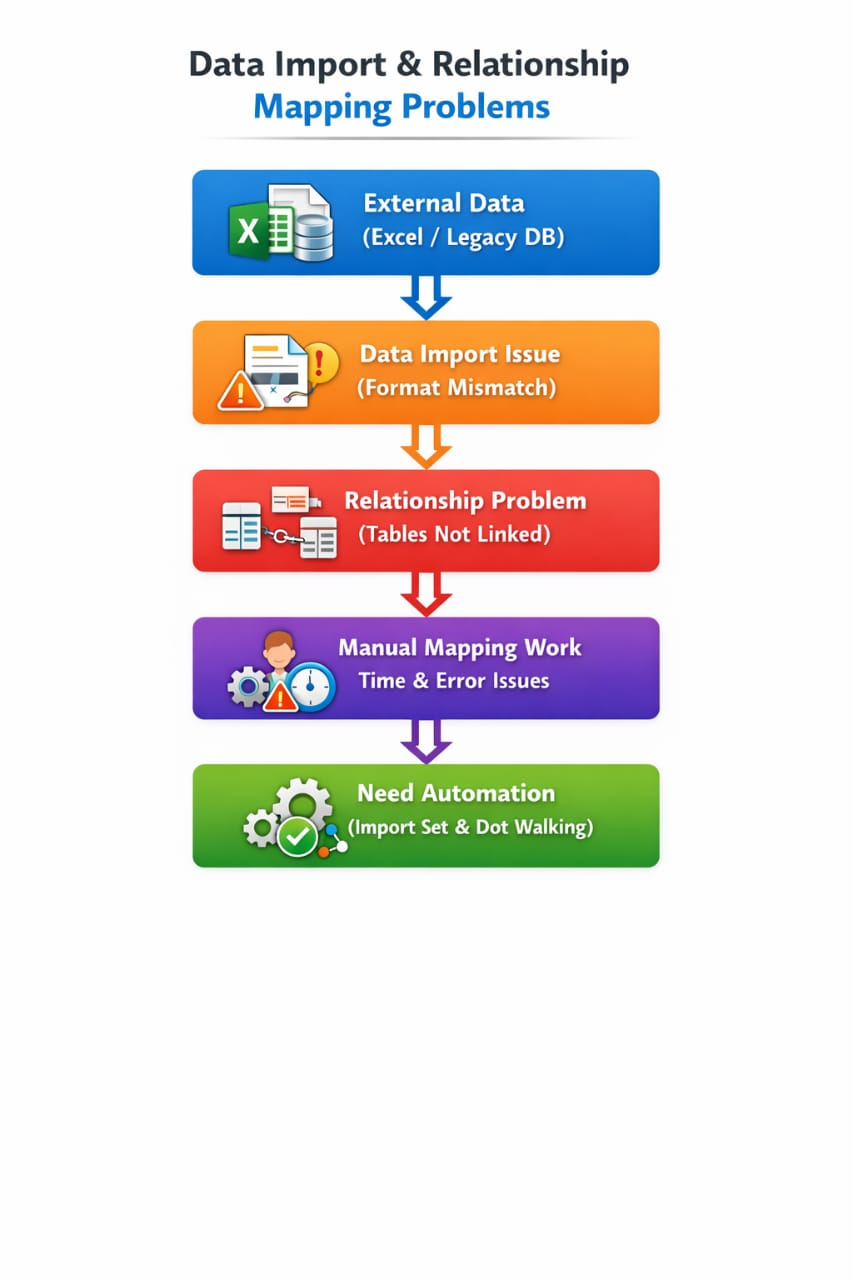 Data Import & Relationship
Mapping Problems
X
External Data
(Excel / Legacy DB)
Data Import Issue
(Format Mismatch)
Relationship Problem
(Tables Not Linked)
Manual Mapping Work
Time & Error Issues
Need Automation
(Import Set & Dot Walking)